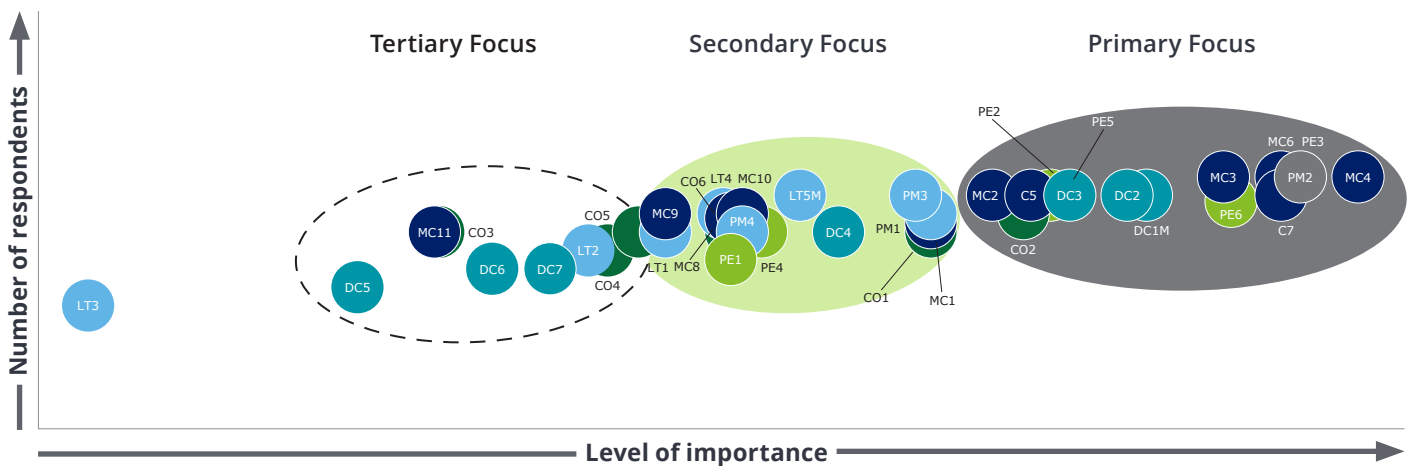 Tertiary Focus
Secondary Focus
Primary Focus
Number of respondents
Level of importance
LT3
DC5
MC11
CO3
DC6
DC7
LT2
CO5
CO4
MC9
LT1
CO6
LT4
MC10
MC8
PM4
PE1
PE4
LT5M
DC4
PM3
PM1
CO1
MC1
PE2
PE5
MC2
C5
CO2
DC3
DC2
DC1M
MC3
PE6
MC6
PE3
PM2
C7
MC4